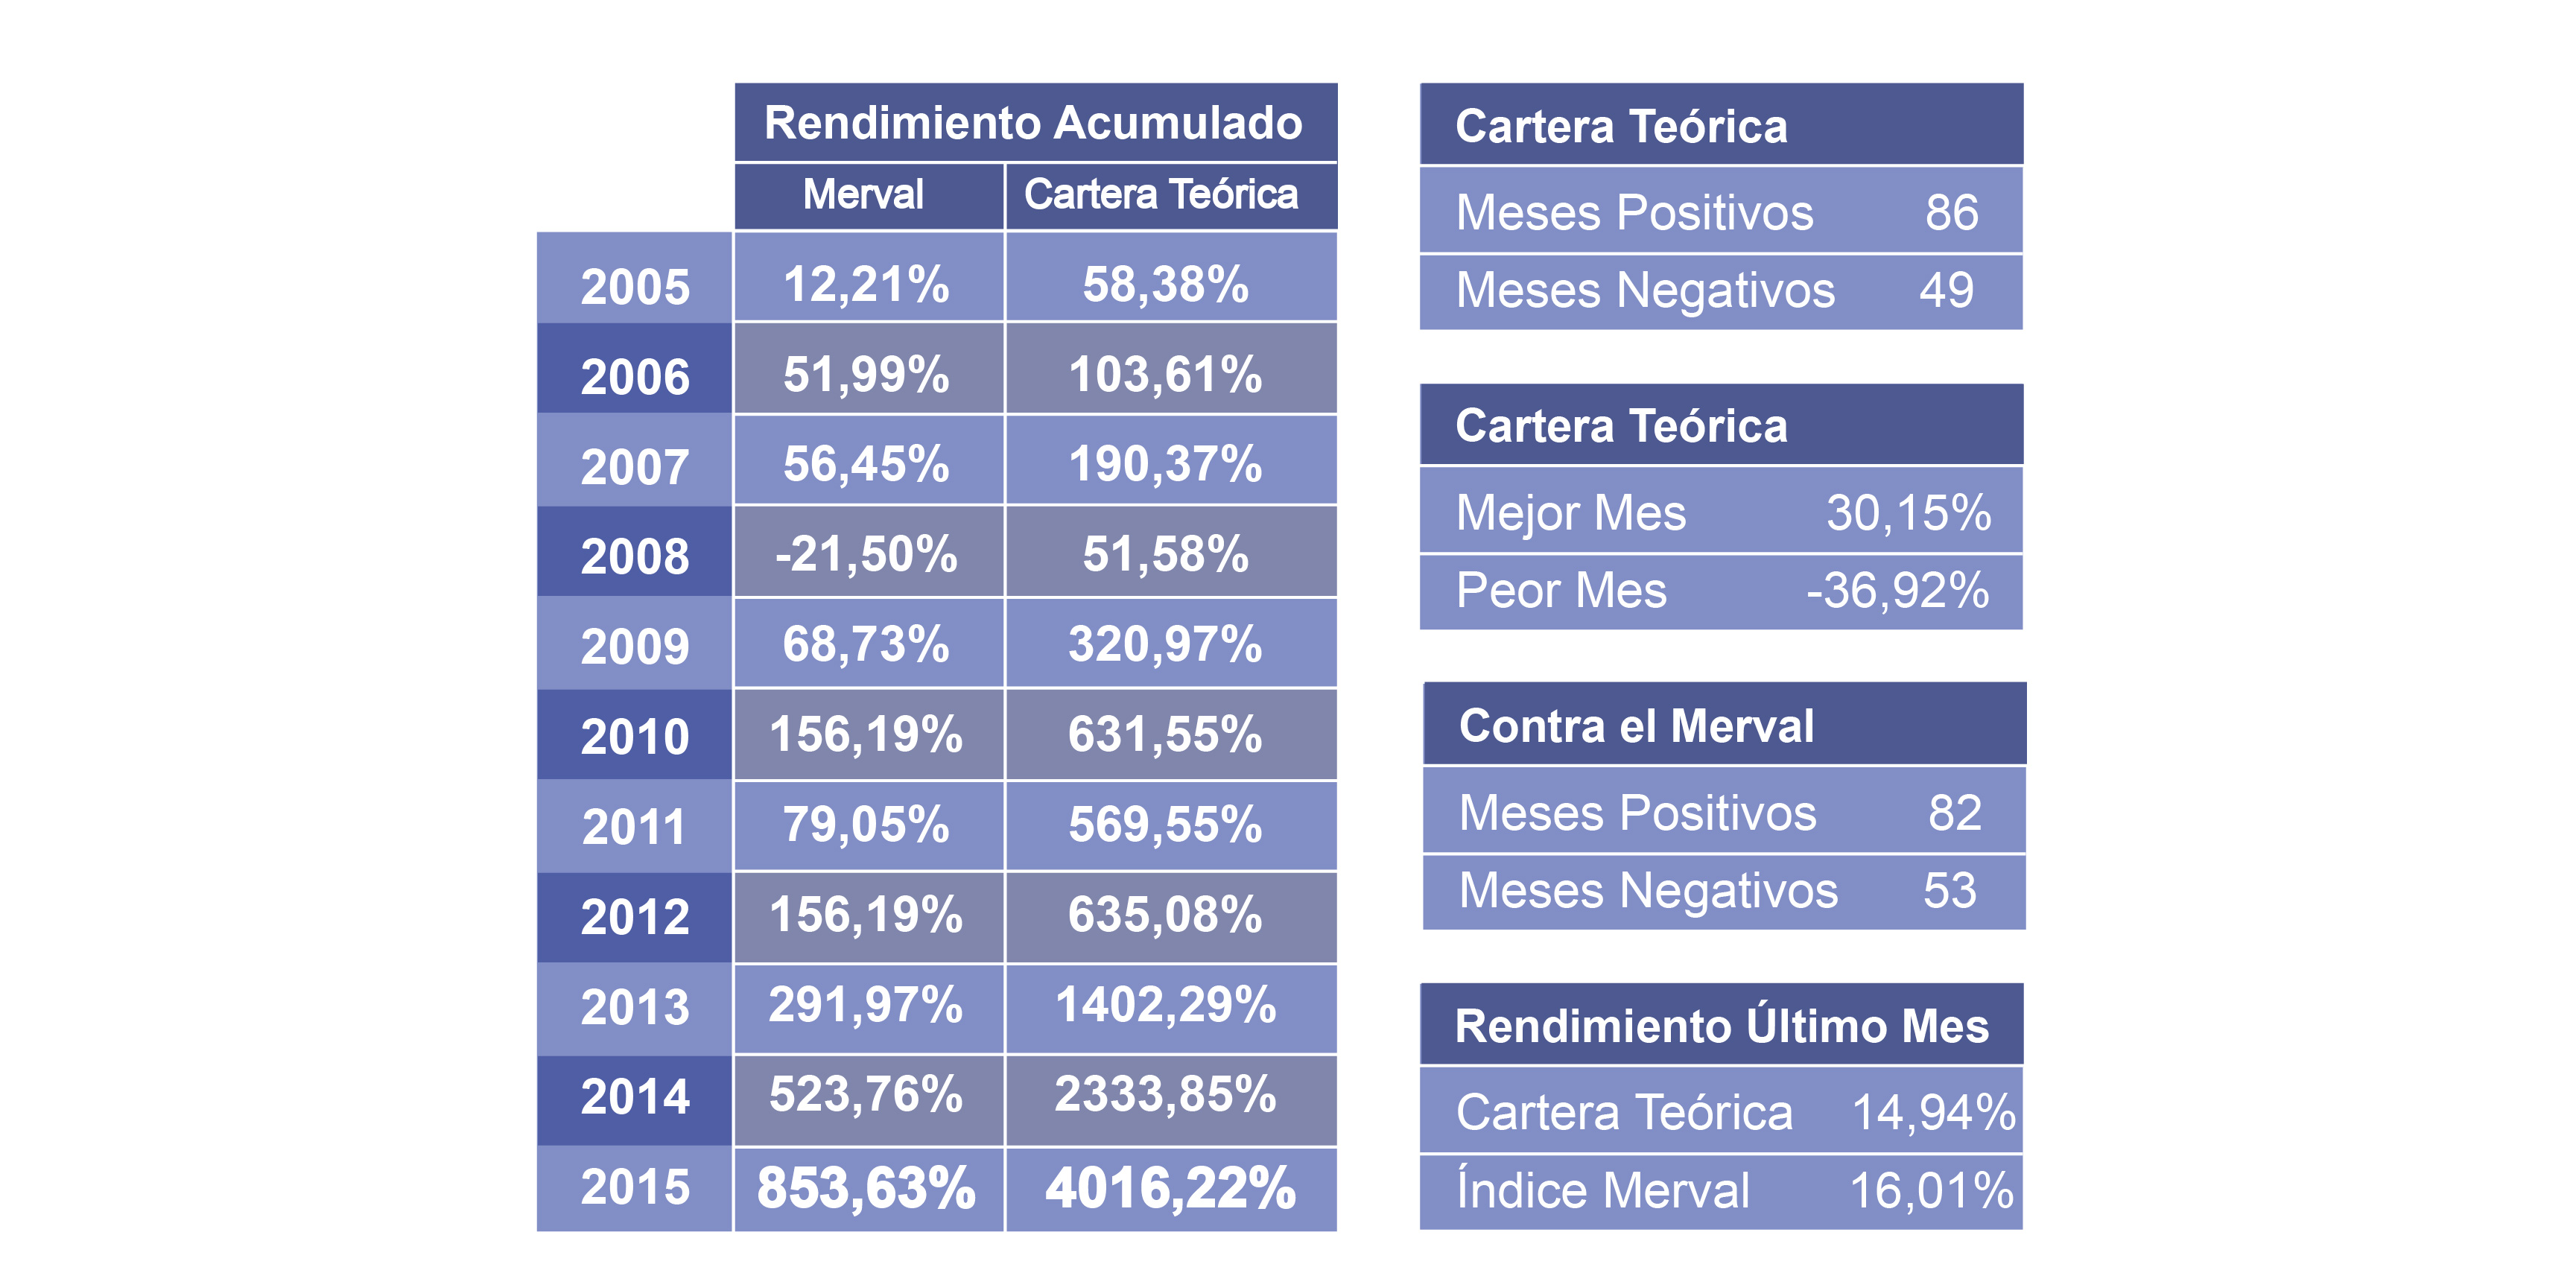 Rendimiento Acumulado
Merval Cartera Teórica
2005 12,21% 58,38%
2006 51,99% 103,61%
2007 56,45% 190,37%
2008 -21,50% 51,58%
2009 68,73% 320,97%
2010 156,19% 631,55%
2011 79,05% 569,55%
2012 156,19% 635,08%
2013 291,97% 1402,29%
2014 523,76% 2333,85%
2015 853,63% 4016,22%
Cartera Teórica
Meses Positivos 86
Meses Negativos 49
Cartera Teórica
Mejor Mes 30,15%
Peor Mes -36,92%
Contra el Merval
Meses Positivos 82
Meses Negativos 53
Rendimiento Último Mes
Cartera Teórica 14,94%
Índice Merval 16,01%